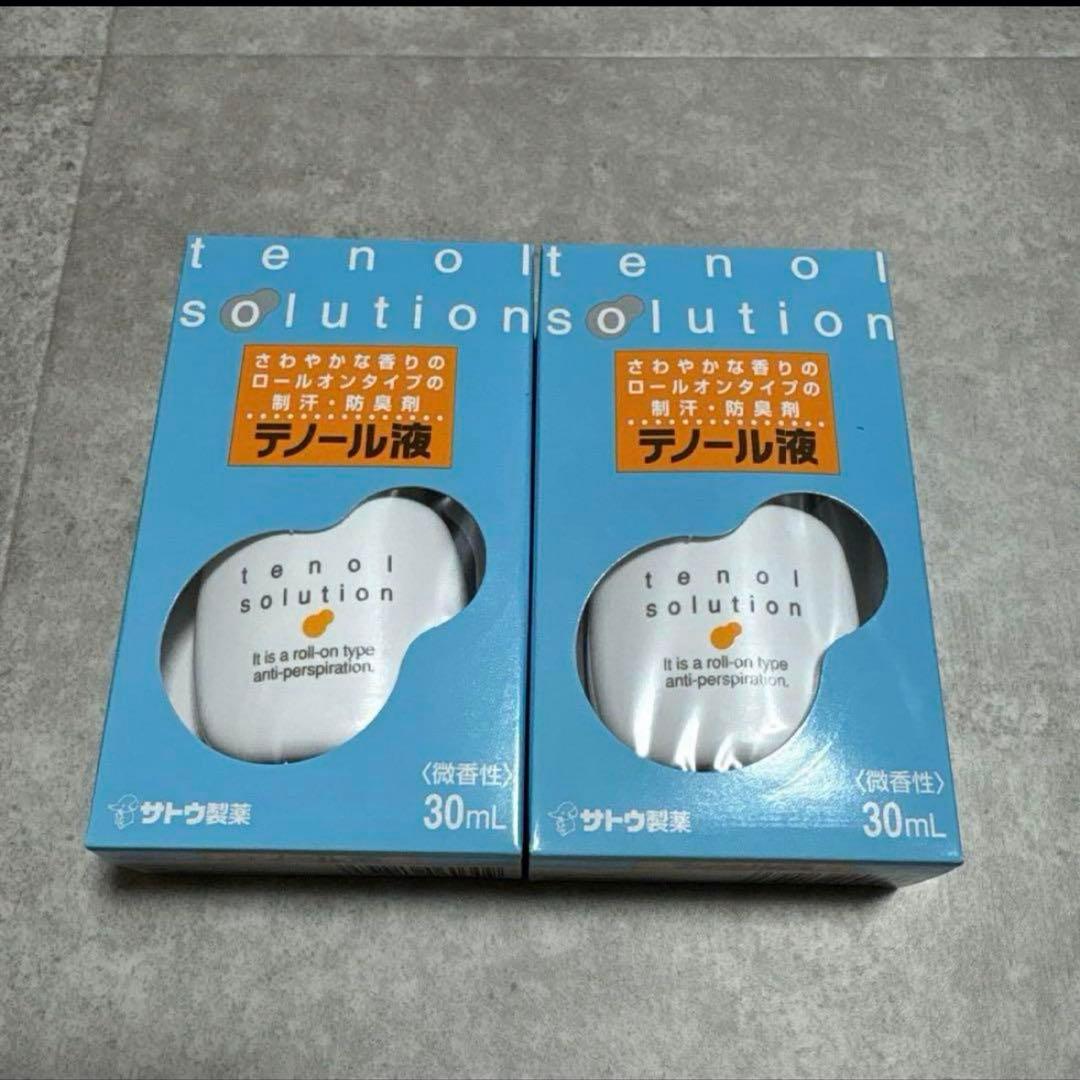 tenol
solution
さわやかな香りの
ロールオンタイプの
制汗・防臭剤
テノール液
tenol
solution
It is a roll-on type
anti-perspiration.
〈微香性〉
サトウ製薬
30mL
tenol
solution
さわやかな香りの
ロールオンタイプの
制汗・防臭剤
テノール液
tenol
solution
It is a roll-on type
anti-perspiration.
〈微香性〉
サトウ製薬
30mL